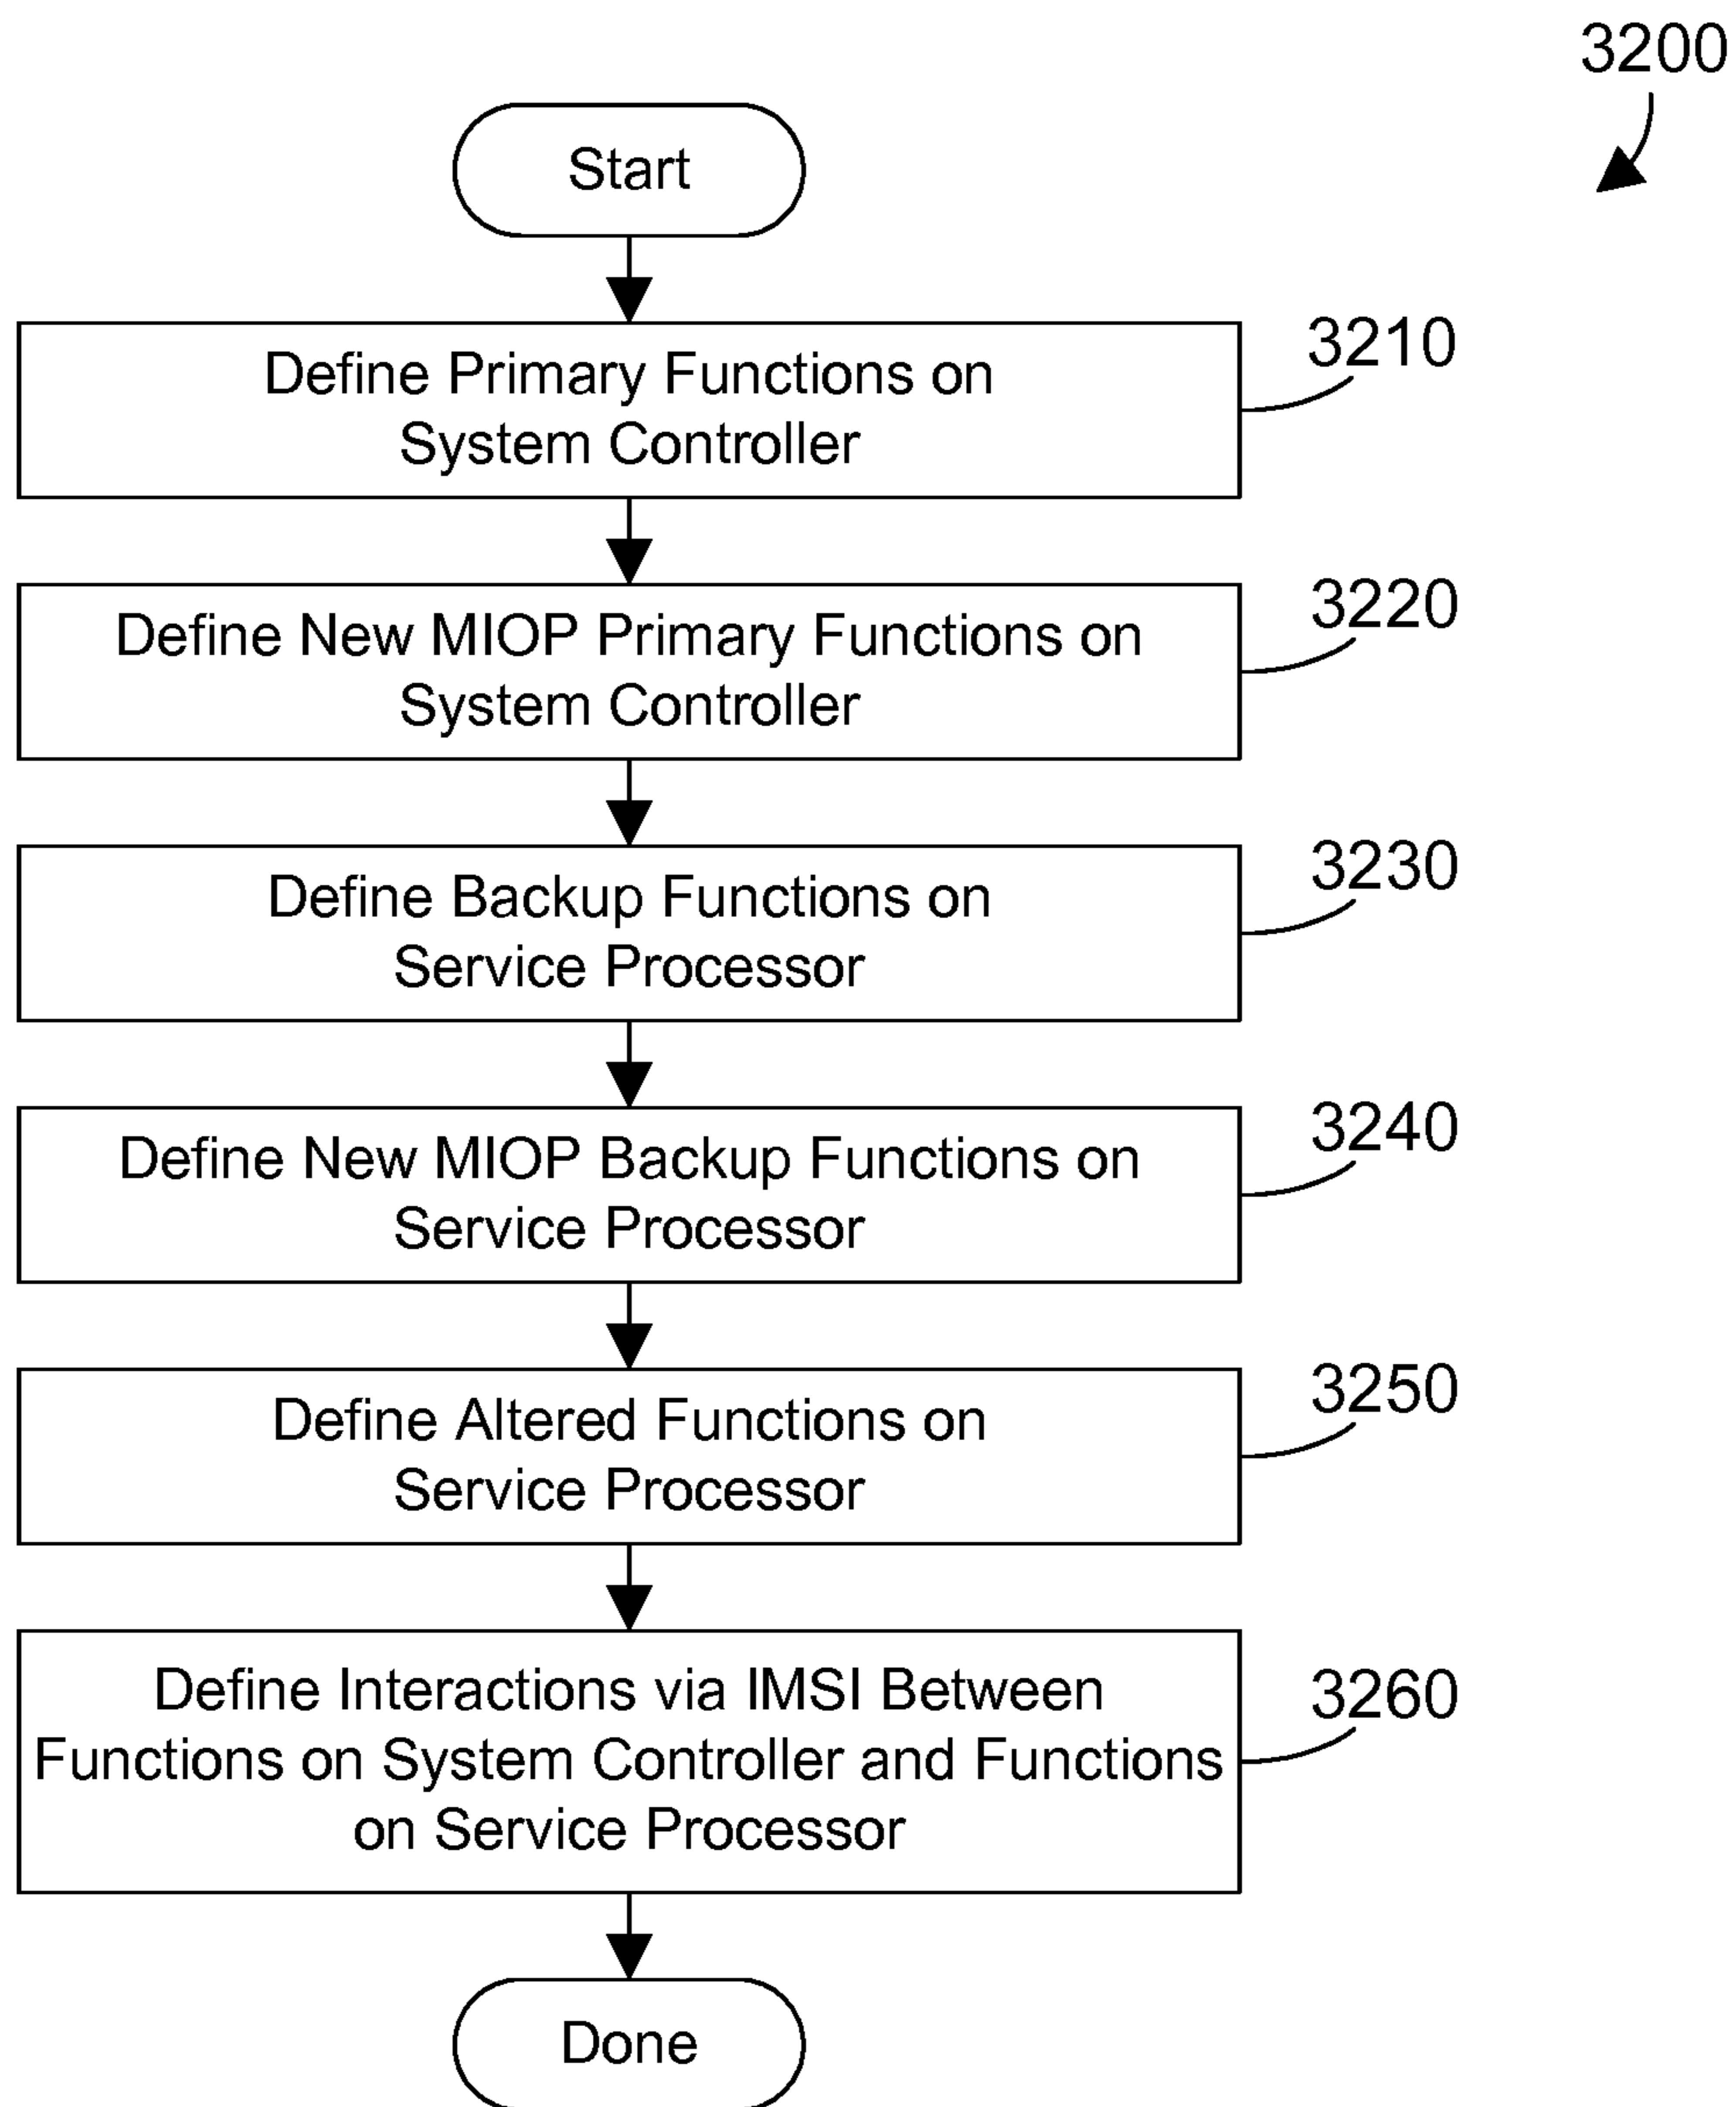 3200
Start
Define Primary Functions on
System Controller
3210
Define New MIOP Primary Functions on
System Controller
3220
Define Backup Functions on
Service Processor
3230
Define New MIOP Backup Functions on
Service Processor
3240
Define Altered Functions on
Service Processor
3250
Define Interactions via IMSI Between
Functions on System Controller and Functions
on Service Processor
3260
Done